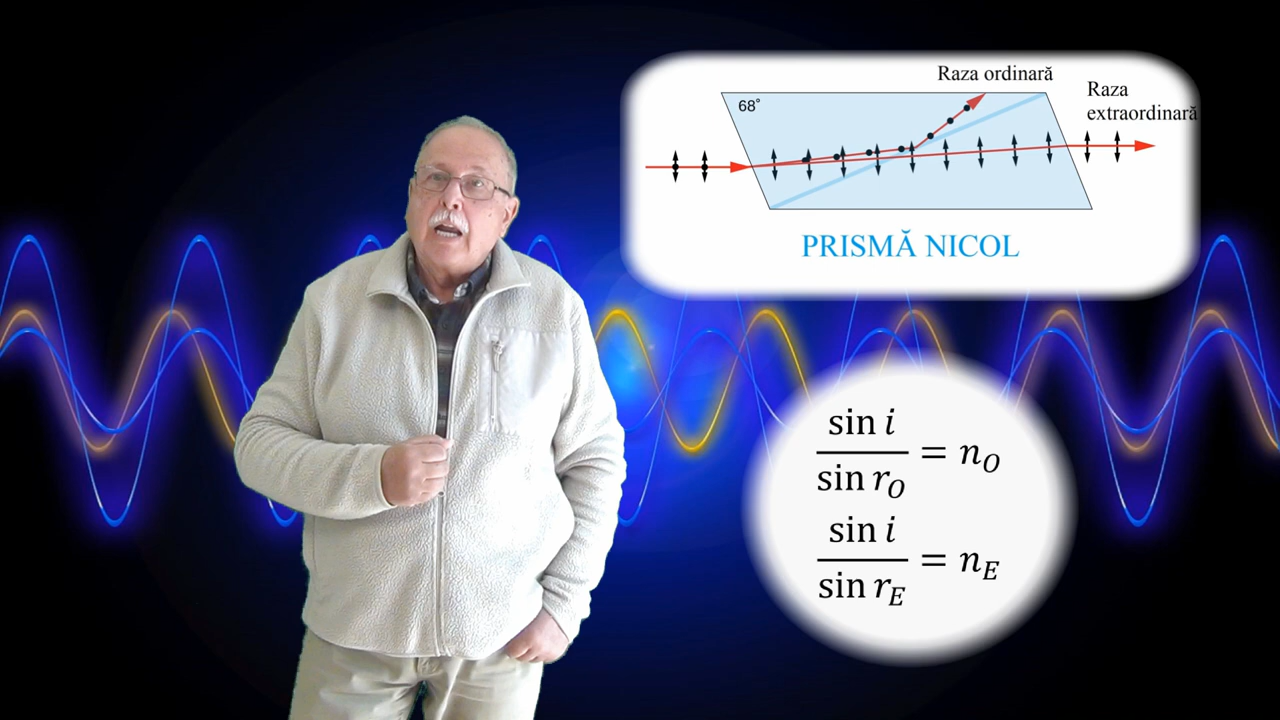 Raza ordinară
Raza
extraordinară
68°
PRISMĂ NICOL
sin i / sin r_O = n_O
sin i / sin r_E = n_E